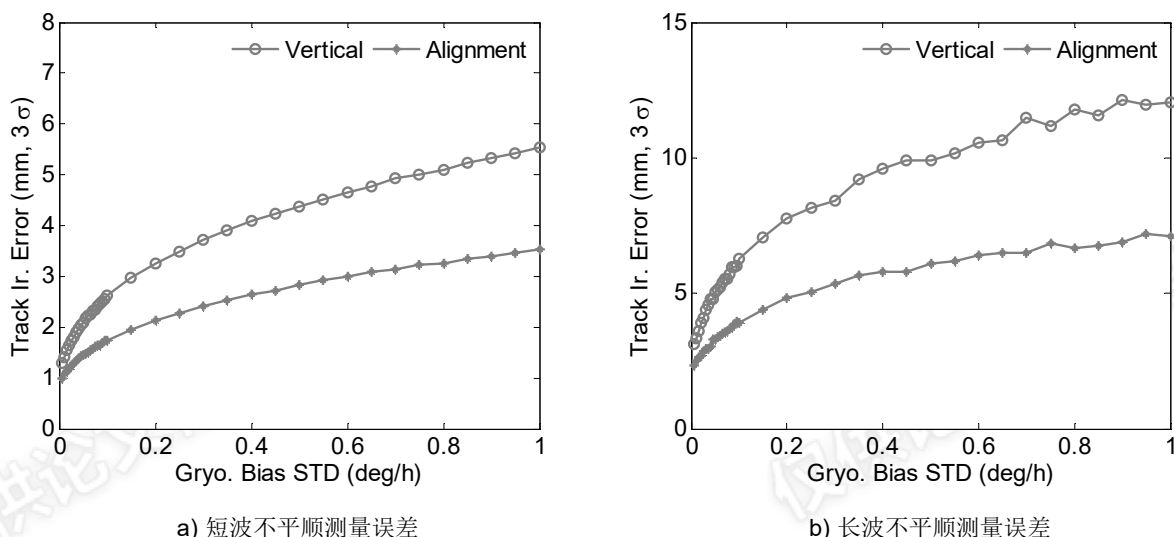 Track Ir. Error (mm, 3 σ)
8
7
6
5
4
3
2
1
0
Vertical
Alignment
0 0.2 0.4 0.6 0.8 1
Gryo. Bias STD (deg/h)
a) 短波不平顺测量误差
Track Ir. Error (mm, 3 σ)
15
10
5
0
Vertical
Alignment
0 0.2 0.4 0.6 0.8 1
Gryo. Bias STD (deg/h)
b) 长波不平顺测量误差